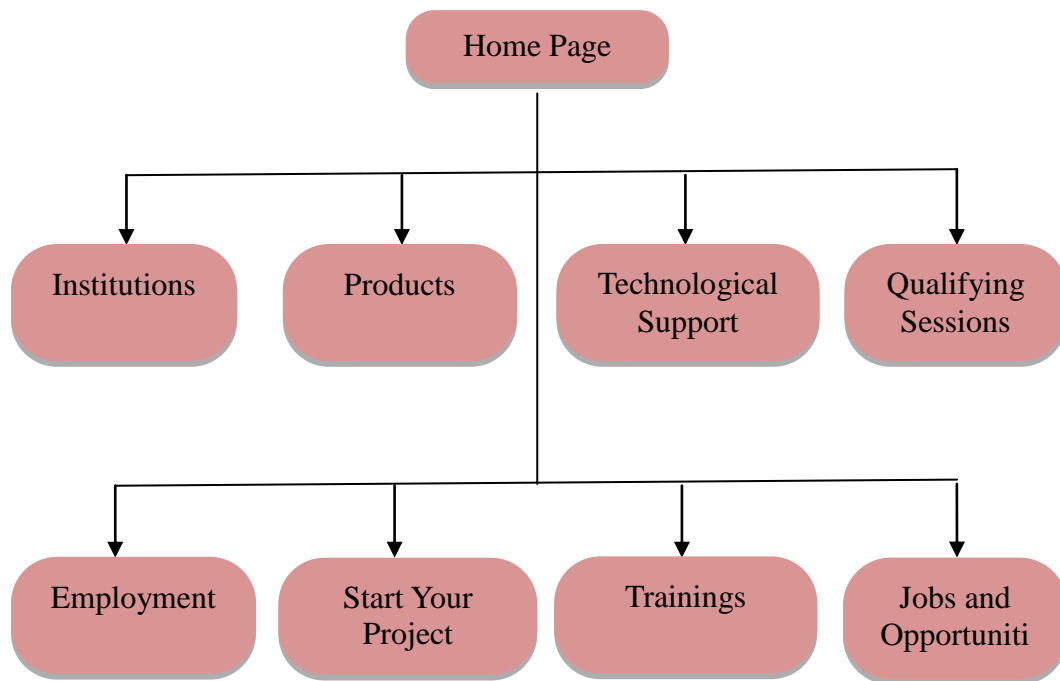 Home Page
Institutions
Products
Technological
Support
Qualifying
Sessions
Employment
Start Your
Project
Trainings
Jobs and
Opportuniti